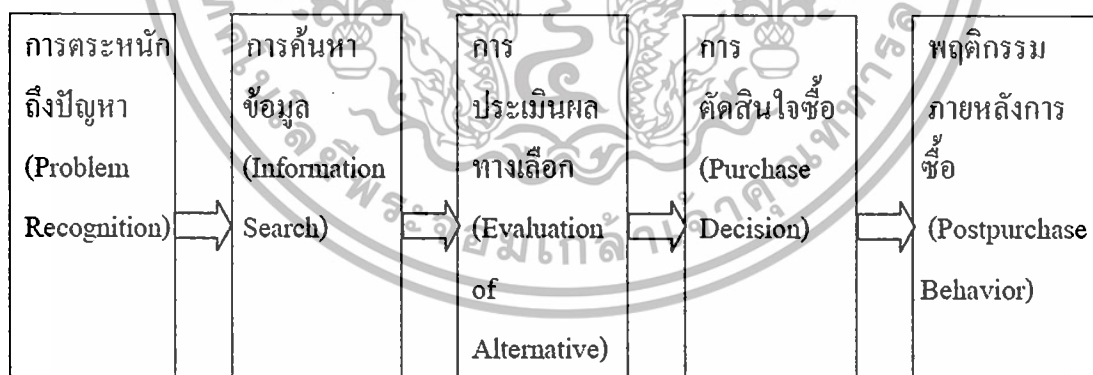 การตระหนัก
ถึงปัญหา
(Problem
Recognition)
การค้นหา
ข้อมูล
(Information
Search)
การ
ประเมินผล
ทางเลือก
(Evaluation
of
Alternative)
การ
ตัดสินใจซื้อ
(Purchase
Decision)
พฤติกรรม
ภายหลังการ
ซื้อ
(Postpurchase
Behavior)